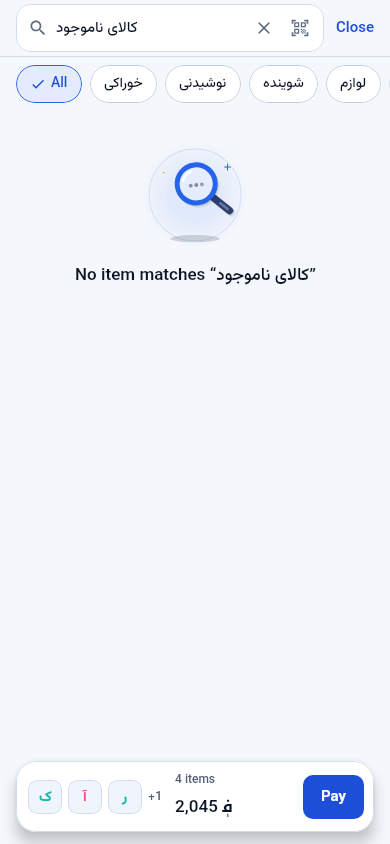 کالای ناموجود
Close
All
خوراکی
نوشیدنی
شوینده
لوازم
No item matches “کالای ناموجود”
ک
آ
ر
+1
4 items
2,045 ؋
Pay